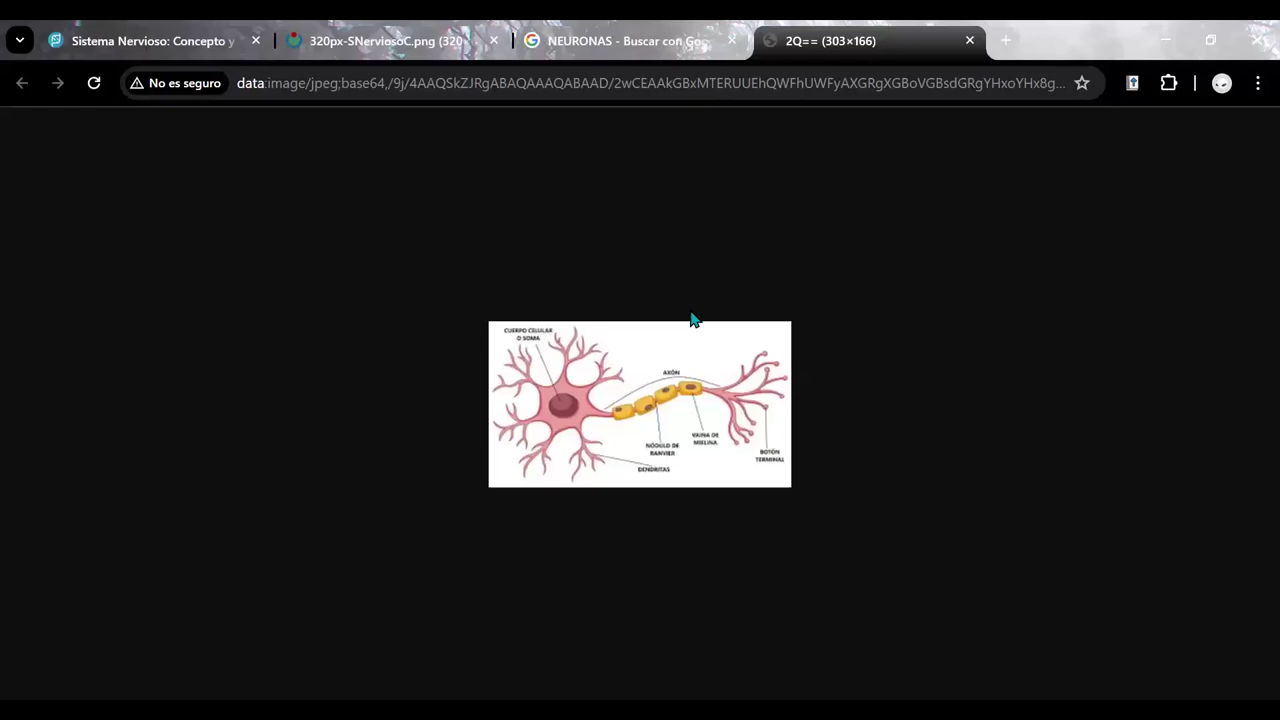 Sistema Nervioso: Concepto y
320px-SNerviosoC.png (320
NEURONAS - Buscar con Goo
2Q== (303×166)
No es seguro
data:image/jpeg;base64,/9j/4AAQSkZJRgABAQAAAQABAAD/2wCEAAkGBxMTERUUEhQWFhUWFyAXGRgXGBoVGBsdGRgYHxoYHx8g...
CUERPO CELULAR
O SOMA
AXÓN
VAINA DE
MIELINA
NÓDULO DE
RANVIER
BOTÓN
TERMINAL
DENDRITAS